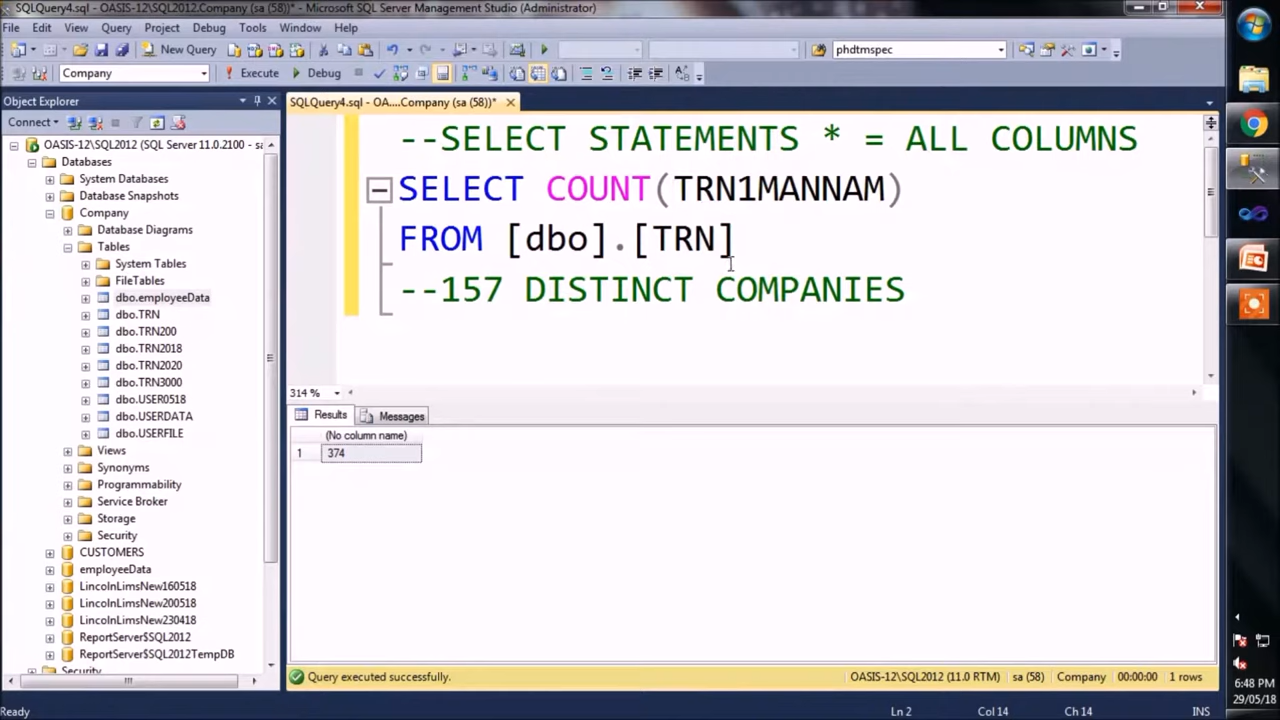 SQLQuery4.sql - OASIS-12\SQL2012.Company (sa (58))* - Microsoft SQL Server Management Studio (Administrator)
File Edit View Query Project Debug Tools Window Help
New Query
phdtmspec
Company
Execute
Debug
Object Explorer
SQLQuery4.sql - OA....Company (sa (58))*
Connect
OASIS-12\SQL2012 (SQL Server 11.0.2100 - sa
Databases
System Databases
Database Snapshots
Company
Database Diagrams
Tables
System Tables
FileTables
dbo.employeeData
dbo.TRN
dbo.TRN200
dbo.TRN2018
dbo.TRN2020
dbo.TRN3000
dbo.USER0518
dbo.USERDATA
dbo.USERFILE
Views
Synonyms
Programmability
Service Broker
Storage
Security
CUSTOMERS
employeeData
LincolnLimsNew160518
LincolnLimsNew200518
LincolnLimsNew230418
ReportServer$SQL2012
ReportServer$SQL2012TempDB
Security
--SELECT STATEMENTS * = ALL COLUMNS
SELECT COUNT(TRN1MANNAM)
FROM [dbo].[TRN]
--157 DISTINCT COMPANIES
314 %
Results
Messages
(No column name)
1 374
Query executed successfully.
OASIS-12\SQL2012 (11.0 RTM) sa (58) Company 00:00:00 1 rows
Ready
Ln 2 Col 14 Ch 14 INS
6:48 PM
29/05/18